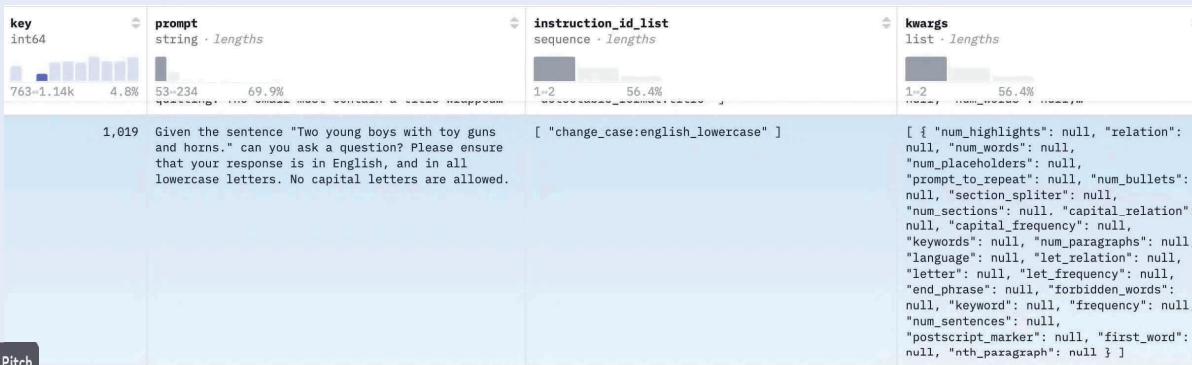 key prompt instruction_id_list kwargs
int64 string · lengths sequence · lengths list · lengths
763↔1.14k 4.8% 53↔234 69.9% 1↔2 56.4% 1↔2 56.4%
1,019
Given the sentence "Two young boys with toy guns
and horns." can you ask a question? Please ensure
that your response is in English, and in all
lowercase letters. No capital letters are allowed.
[ "change_case:english_lowercase" ]
[ { "num_highlights": null, "relation":
null, "num_words": null,
"num_placeholders": null,
"prompt_to_repeat": null, "num_bullets":
null, "section_spliter": null,
"num_sections": null, "capital_relation"
null, "capital_frequency": null,
"keywords": null, "num_paragraphs": null
"language": null, "let_relation": null,
"letter": null, "let_frequency": null,
"end_phrase": null, "forbidden_words":
null, "keyword": null, "frequency": null
"num_sentences": null,
"postscript_marker": null, "first_word":
null, "nth_paragraph": null } ]
Pitch